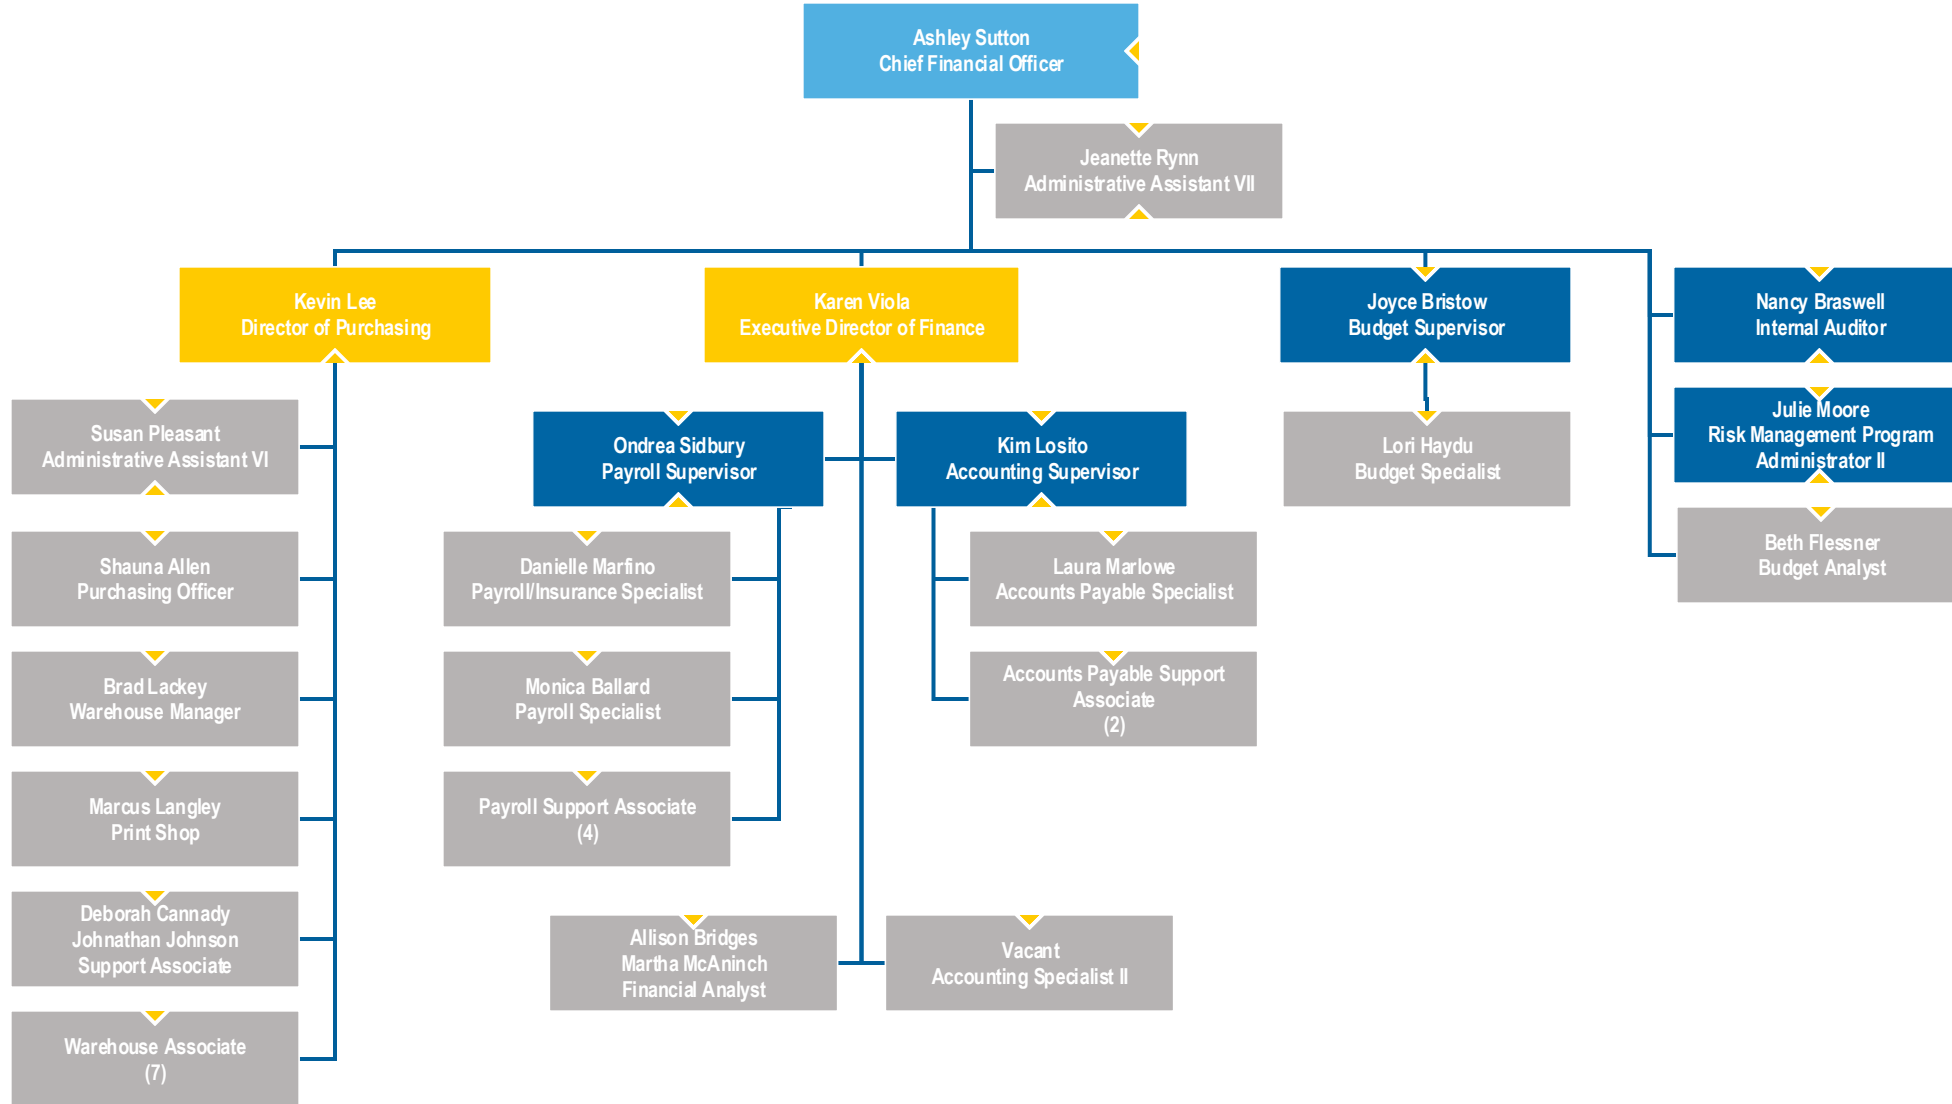 Ashley Sutton
Chief Financial Officer
Jeanette Rynn
Administrative Assistant VII
Kevin Lee
Director of Purchasing
Karen Viola
Executive Director of Finance
Joyce Bristow
Budget Supervisor
Nancy Braswell
Internal Auditor
Julie Moore
Risk Management Program
Administrator II
Beth Flessner
Budget Analyst
Susan Pleasant
Administrative Assistant VI
Shauna Allen
Purchasing Officer
Brad Lackey
Warehouse Manager
Marcus Langley
Print Shop
Deborah Cannady
Johnathan Johnson
Support Associate
Warehouse Associate
(7)
Ondrea Sidbury
Payroll Supervisor
Danielle Marfino
Payroll/Insurance Specialist
Monica Ballard
Payroll Specialist
Payroll Support Associate
(4)
Kim Losito
Accounting Supervisor
Laura Marlowe
Accounts Payable Specialist
Accounts Payable Support
Associate
(2)
Allison Bridges
Martha McAninch
Financial Analyst
Vacant
Accounting Specialist II
Lori Haydu
Budget Specialist